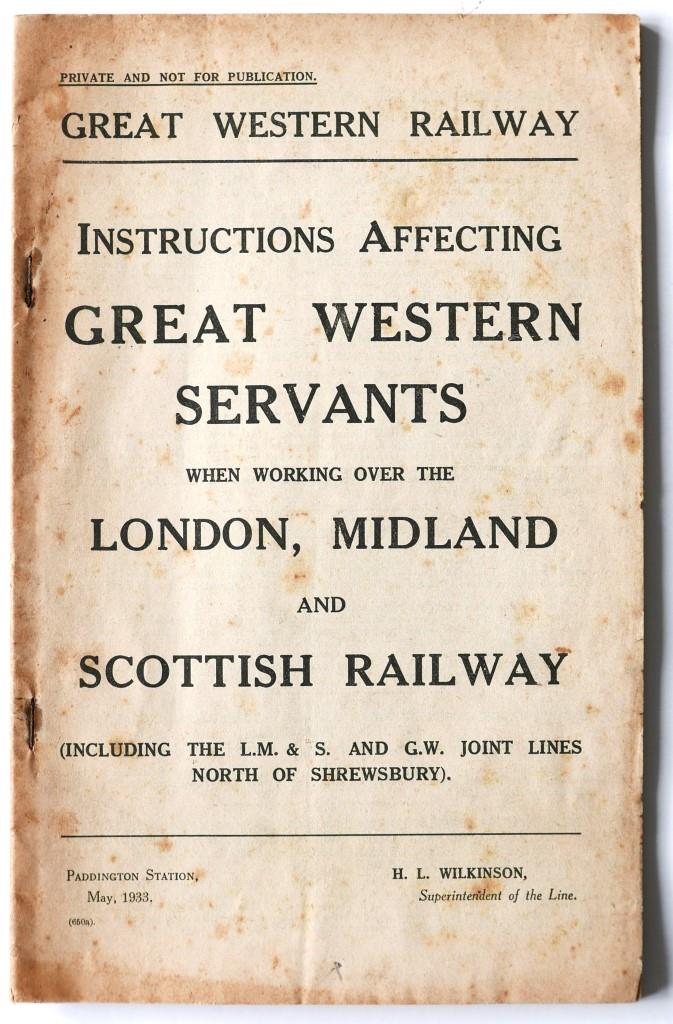 PRIVATE AND NOT FOR PUBLICATION.
GREAT WESTERN RAILWAY
INSTRUCTIONS AFFECTING
GREAT WESTERN
SERVANTS
WHEN WORKING OVER THE
LONDON, MIDLAND
AND
SCOTTISH RAILWAY
(INCLUDING THE L.M. & S. AND G.W. JOINT LINES
NORTH OF SHREWSBURY).
PADDINGTON STATION,
May, 1933.
(650a).
H. L. WILKINSON,
Superintendent of the Line.